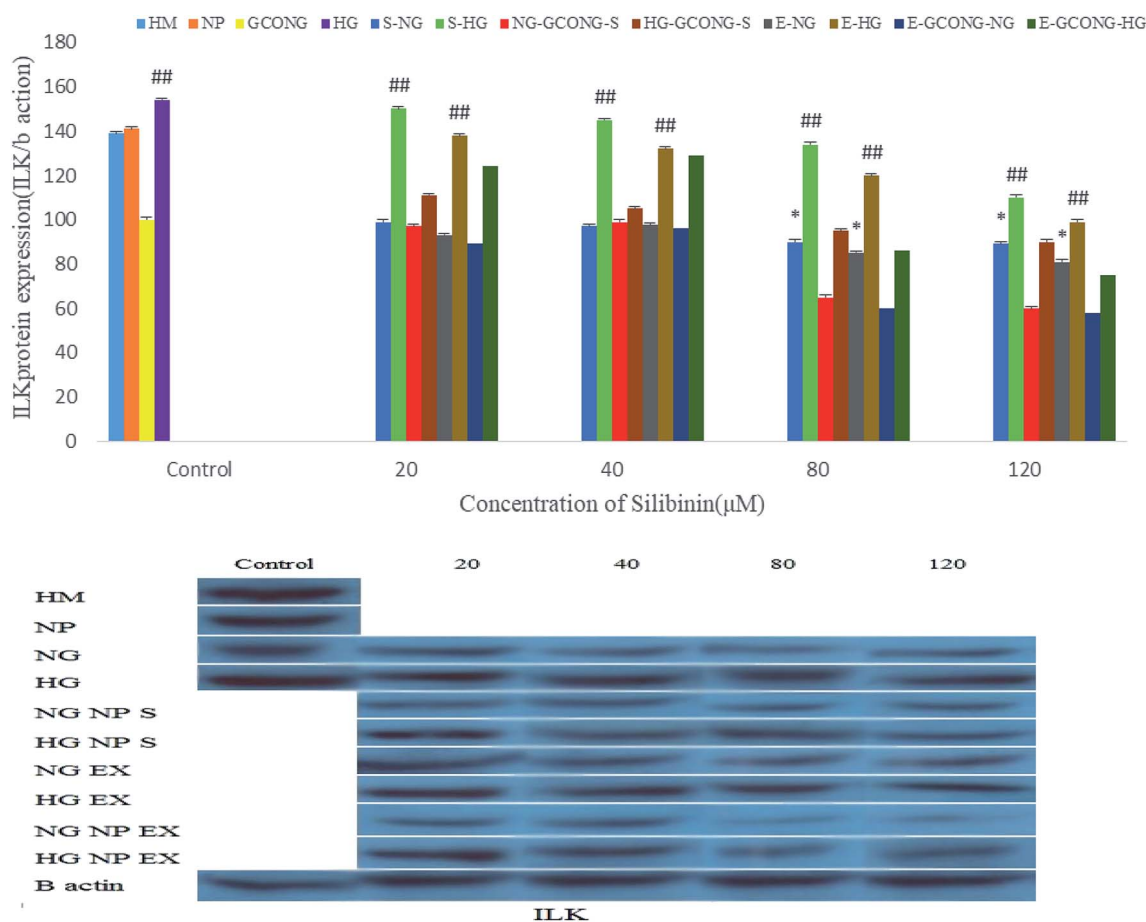 HM NP GCONG HG S-NG S-HG NG-GCONG-S HG-GCONG-S E-NG E-HG E-GCONG-NG E-GCONG-HG
180
160
140
120
100
80
60
40
20
0
ILKprotein expression(ILK/b action)
##
##
##
##
##
*
##
*
##
*
##
*
##
Control 20 40 80 120
Concentration of Silibinin(μM)
Control 20 40 80 120
HM
NP
NG
HG
NG NP S
HG NP S
NG EX
HG EX
NG NP EX
HG NP EX
B actin
ILK